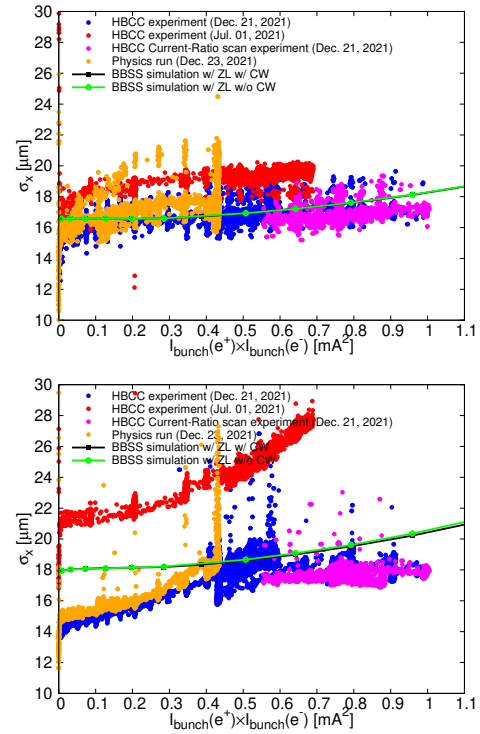 HBCC experiment (Dec. 21, 2021)
HBCC experiment (Jul. 01, 2021)
HBCC Current-Ratio scan experiment (Dec. 21, 2021)
Physics run (Dec. 23, 2021)
BBSS simulation w/ ZL w/ CW
BBSS simulation w/ ZL w/o CW
30
28
26
24
22
20
18
16
14
12
10
σx [μm]
0 0.1 0.2 0.3 0.4 0.5 0.6 0.7 0.8 0.9 1 1.1
Ibunch(e+)×Ibunch(e-) [mA2]
HBCC experiment (Dec. 21, 2021)
HBCC experiment (Jul. 01, 2021)
HBCC Current-Ratio scan experiment (Dec. 21, 2021)
Physics run (Dec. 23, 2021)
BBSS simulation w/ ZL w/ CW
BBSS simulation w/ ZL w/o CW
30
28
26
24
22
20
18
16
14
12
10
σx [μm]
0 0.1 0.2 0.3 0.4 0.5 0.6 0.7 0.8 0.9 1 1.1
Ibunch(e+)×Ibunch(e-) [mA2]